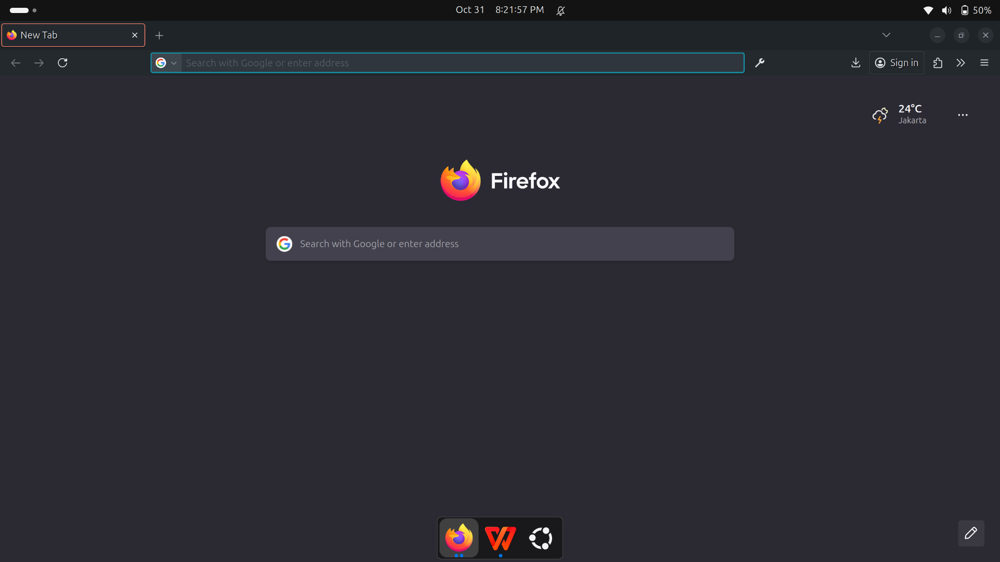 Oct 31 8:21:57 PM
50%
New Tab
Search with Google or enter address
Sign in
24°C
Jakarta
Firefox
Search with Google or enter address